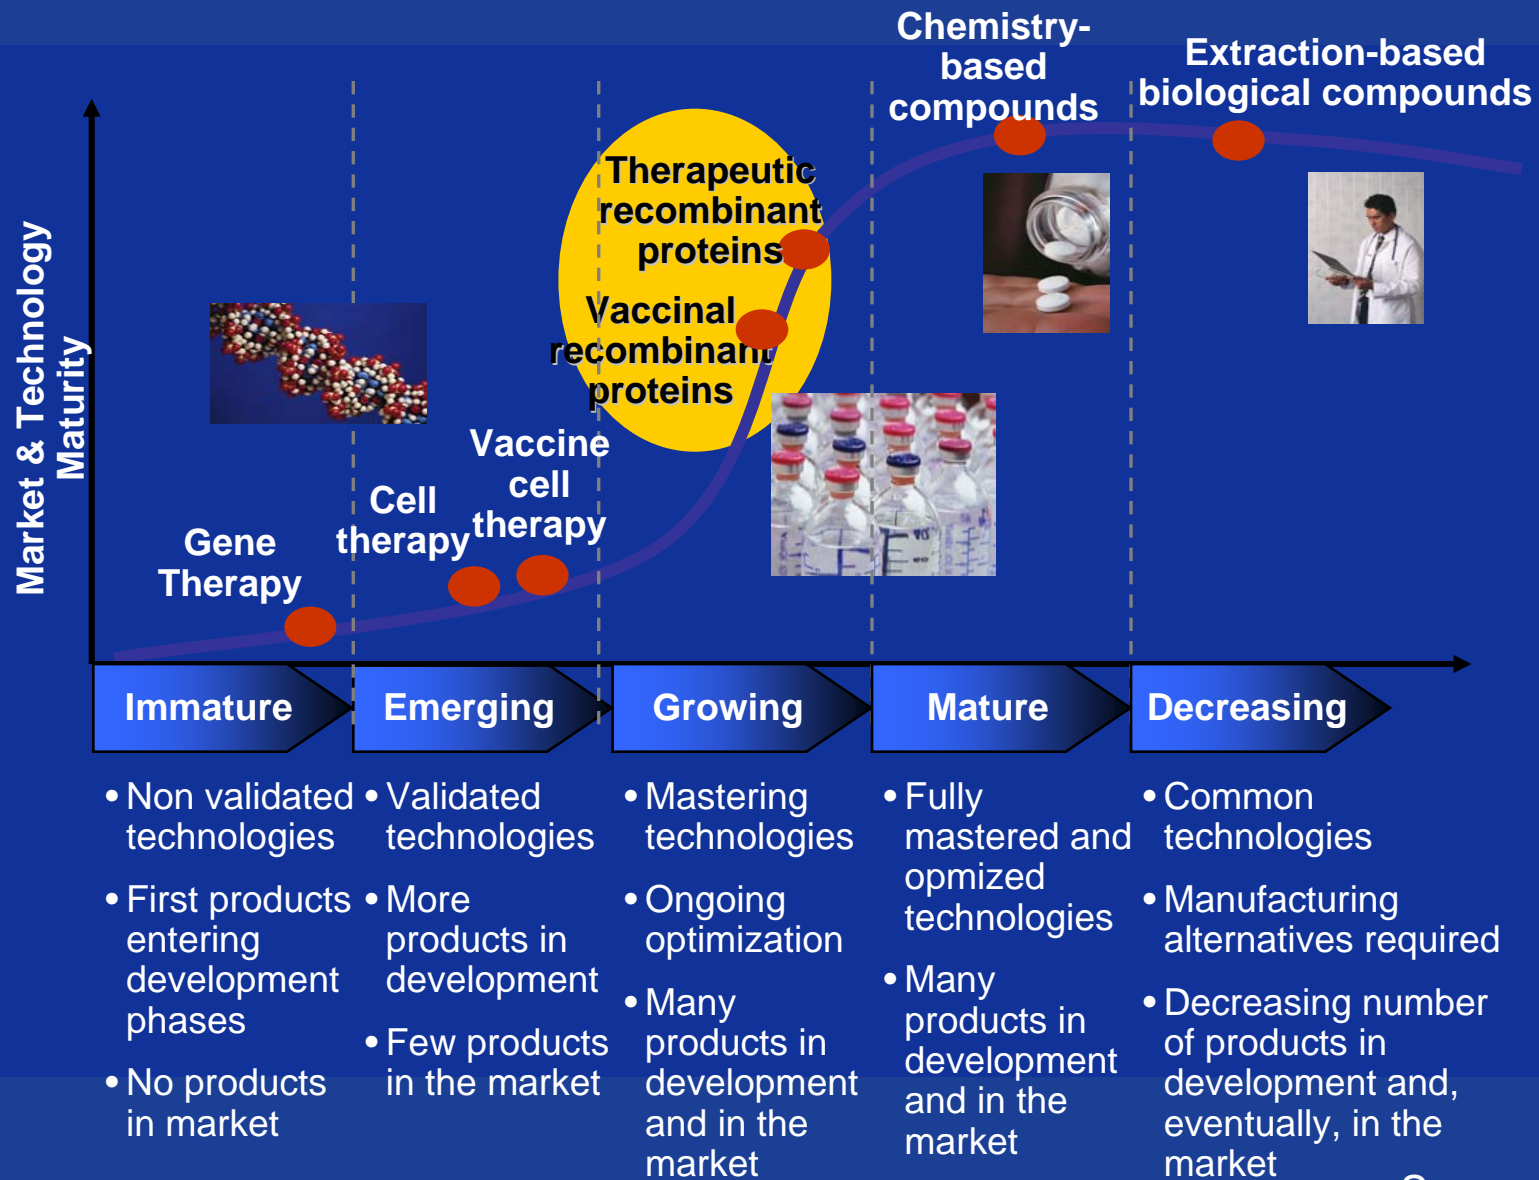 Chemistry-
based
compounds
Extraction-based
biological compounds
Therapeutic
recombinant
proteins
Vaccinal
recombinant
proteins
Vaccine
cell
therapy
Cell
therapy
Gene
Therapy
Market & Technology
Maturity
Immature
Emerging
Growing
Mature
Decreasing
• Non validated
technologies
• First products
entering
development
phases
• No products
in market
• Validated
technologies
• More
products in
development
• Few products
in the market
• Mastering
technologies
• Ongoing
optimization
• Many
products in
development
and in the
market
• Fully
mastered and
opmized
technologies
• Many
products in
development
and in the
market
• Common
technologies
• Manufacturing
alternatives required
• Decreasing number
of products in
development and,
eventually, in the
market